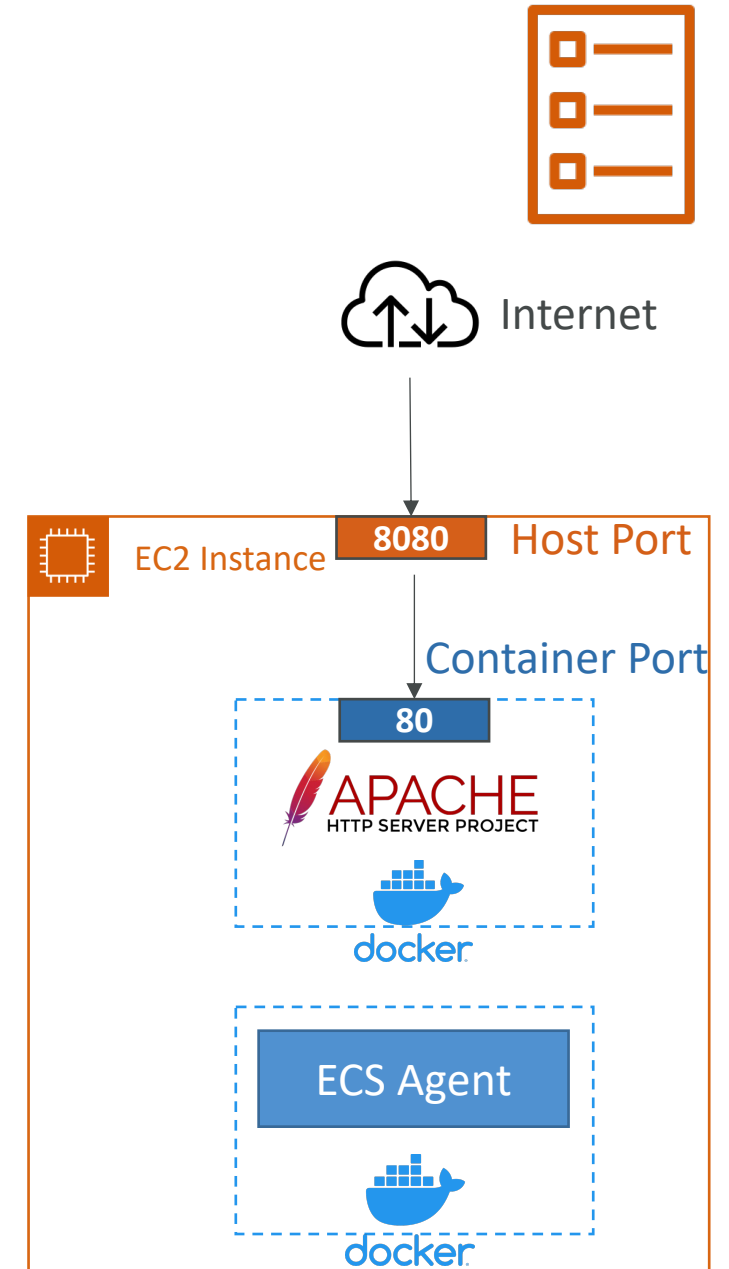 Internet
8080
Host Port
EC2 Instance
Container Port
80
APACHE
HTTP SERVER PROJECT
docker
ECS Agent
docker